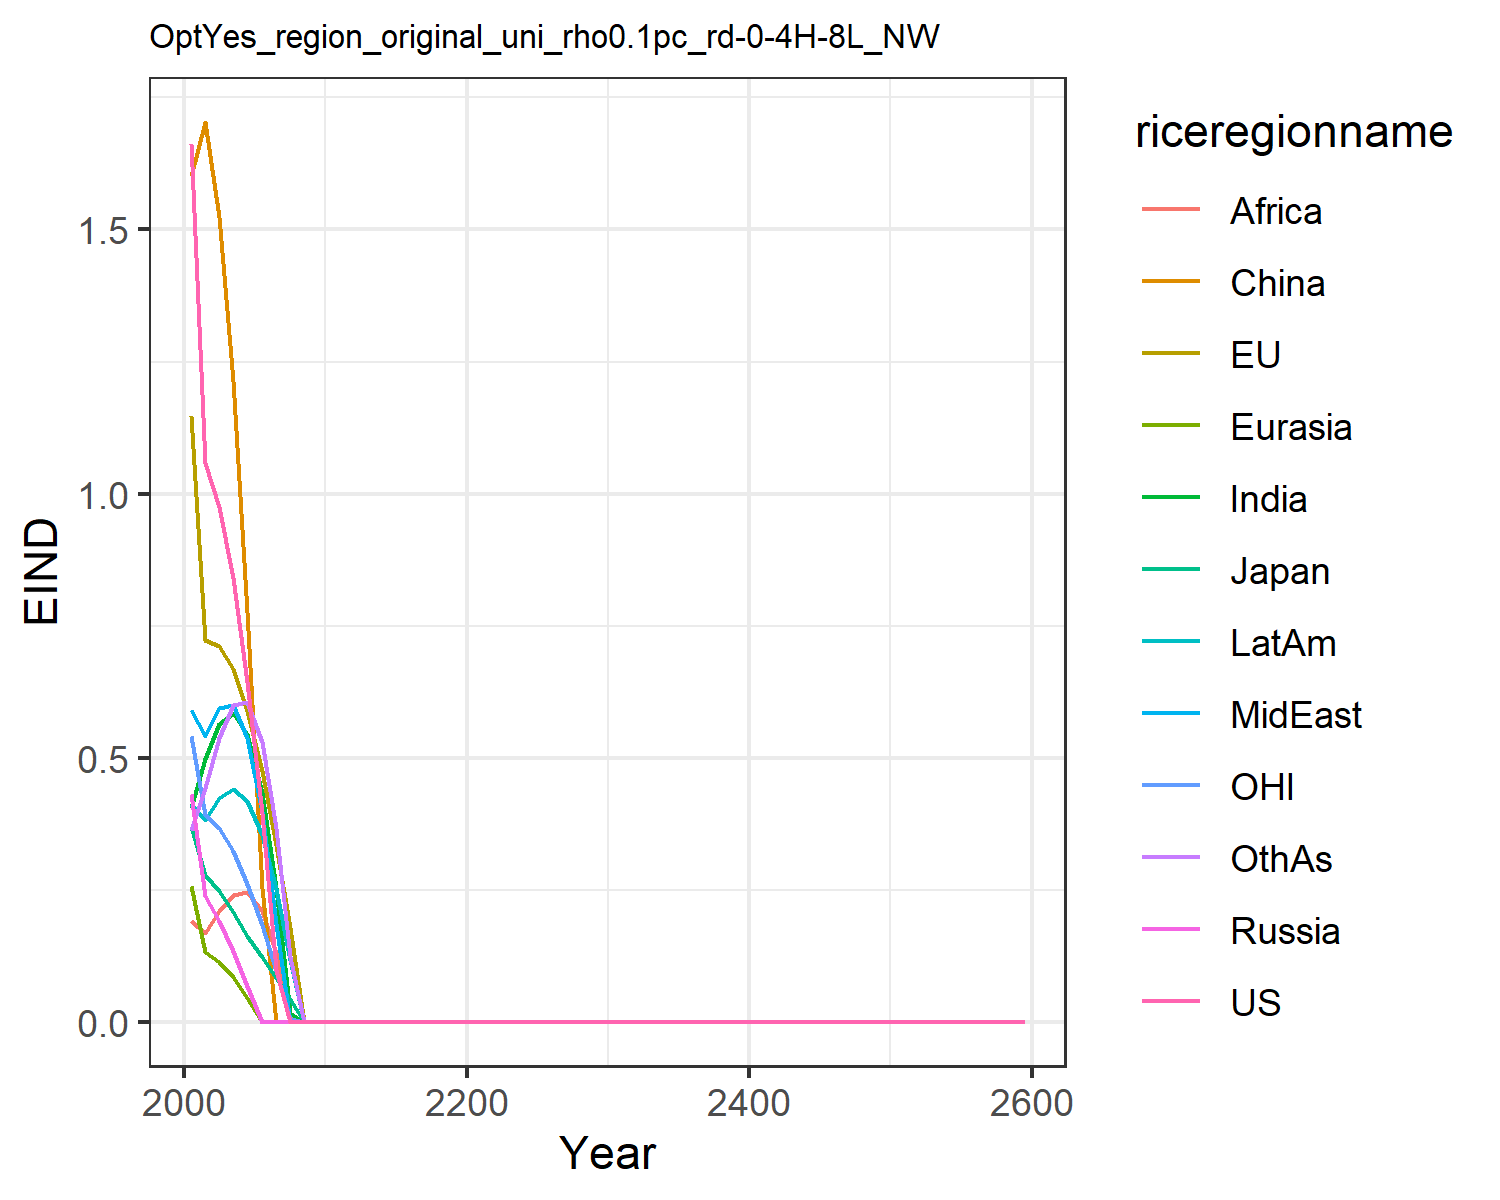 OptYes_region_original_uni_rho0.1pc_rd-0-4H-8L_NW
EIND
1.5
1.0
0.5
0.0
2000 2200 2400 2600
Year
riceregionname
Africa
China
EU
Eurasia
India
Japan
LatAm
MidEast
OHI
OthAs
Russia
US